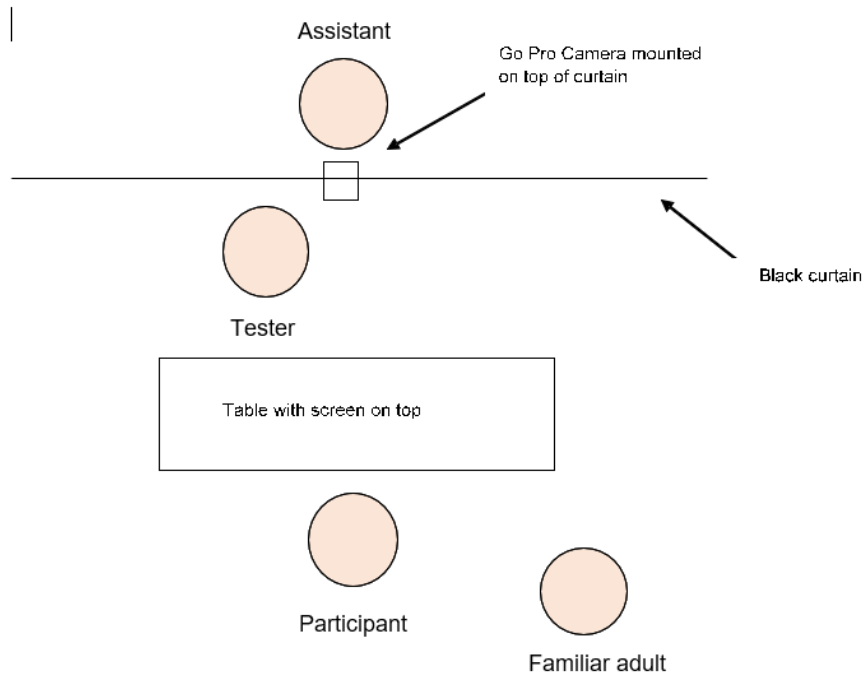 Assistant
Go Pro Camera mounted
on top of curtain
Black curtain
Tester
Table with screen on top
Participant
Familiar adult